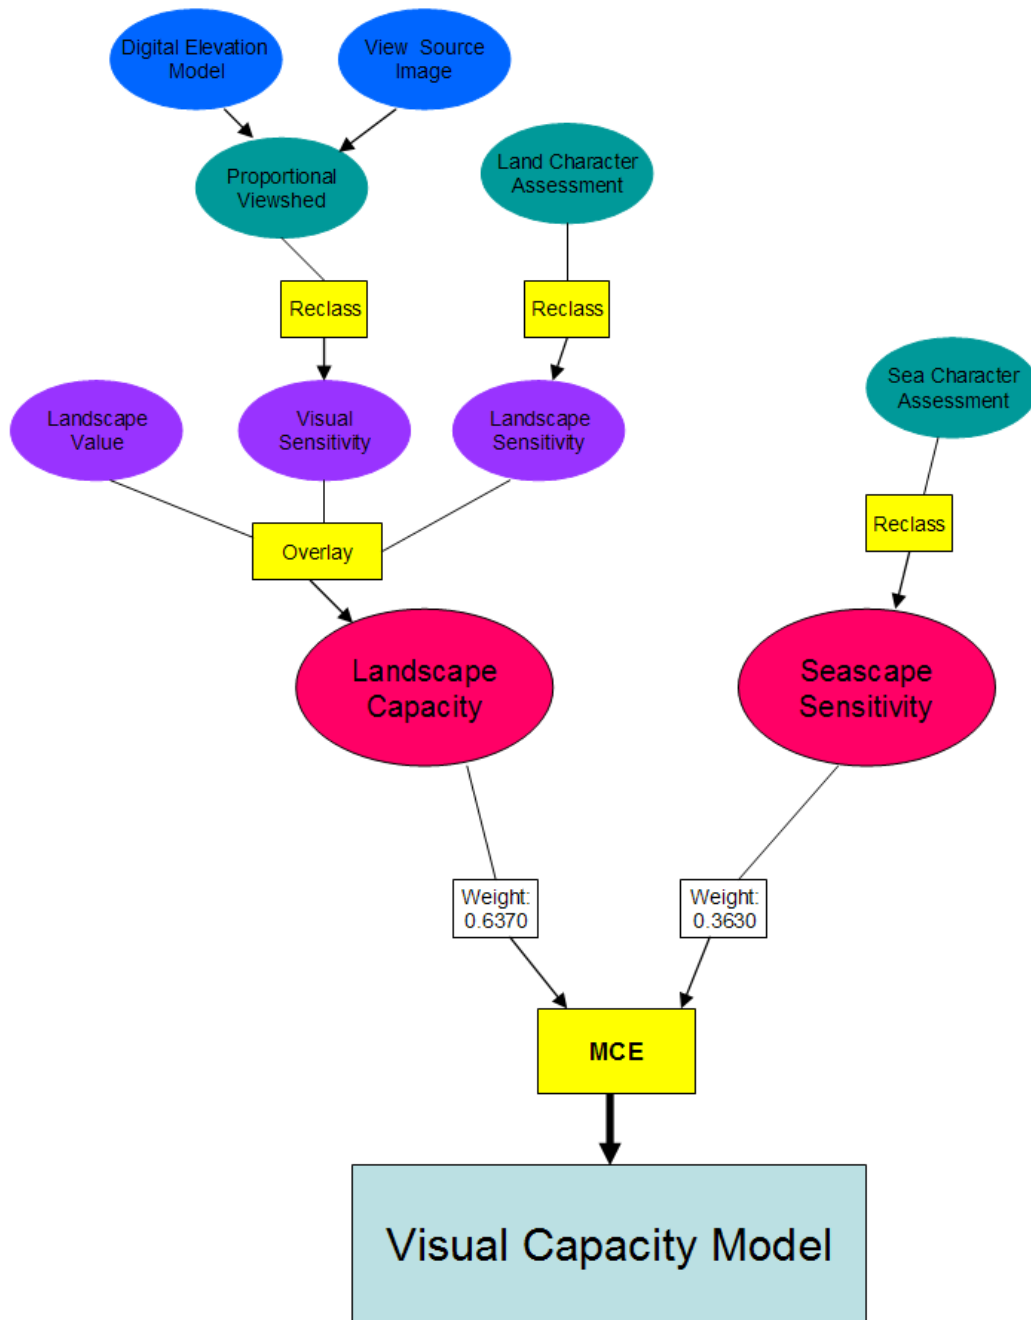 Digital Elevation
Model
View Source
Image
Proportional
Viewshed
Land Character
Assessment
Reclass
Reclass
Sea Character
Assessment
Landscape
Value
Visual
Sensitivity
Landscape
Sensitivity
Reclass
Overlay
Landscape
Capacity
Seascape
Sensitivity
Weight:
0.6370
Weight:
0.3630
MCE
Visual Capacity Model